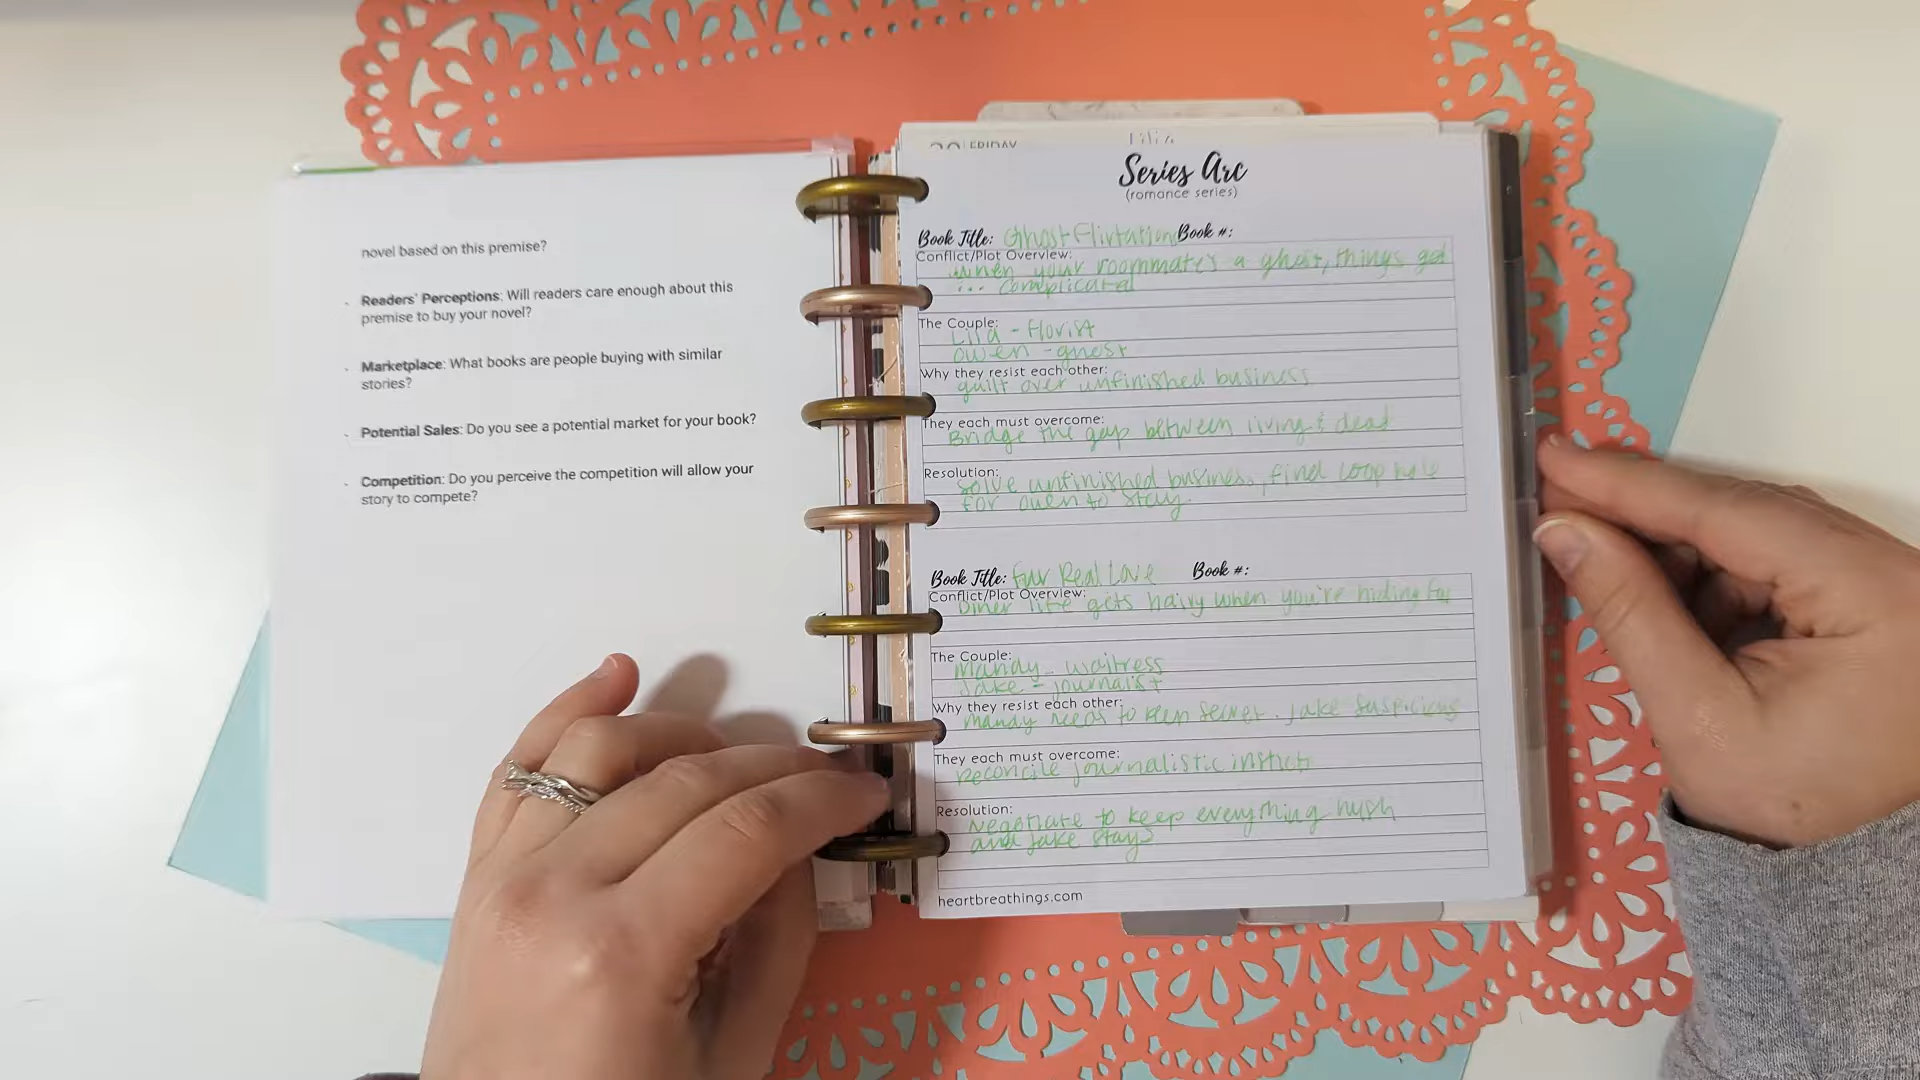 novel based on this premise?
· Readers' Perceptions: Will readers care enough about this
premise to buy your novel?
· Marketplace: What books are people buying with similar
stories?
· Potential Sales: Do you see a potential market for your book?
· Competition: Do you perceive the competition will allow your
story to compete?
FRIDAY
Series Arc
(romance series)
Book Title: Ghost Flirtation Book #:
Conflict/Plot Overview:
When your roommate's a ghost, things get
... complicated
The Couple:
Lila - florist
Owen - ghost
Why they resist each other:
guilt over unfinished business
They each must overcome:
Bridge the gap between living &
Resolution:
Solve unfinished business, find loop hole
for Owen to stay.
Book Title: Fur Real Love Book #:
Conflict/Plot Overview:
Diner life gets hairy when you're hiding fur
The Couple:
Mandy - waitress
Jake - journalist
Why they resist each other:
Mandy needs to keep secret. Jake suspicious
They each must overcome:
Reconcile journalistic
Resolution:
Negotiate to keep everything hush
and Jake stays
heartbreathings.com